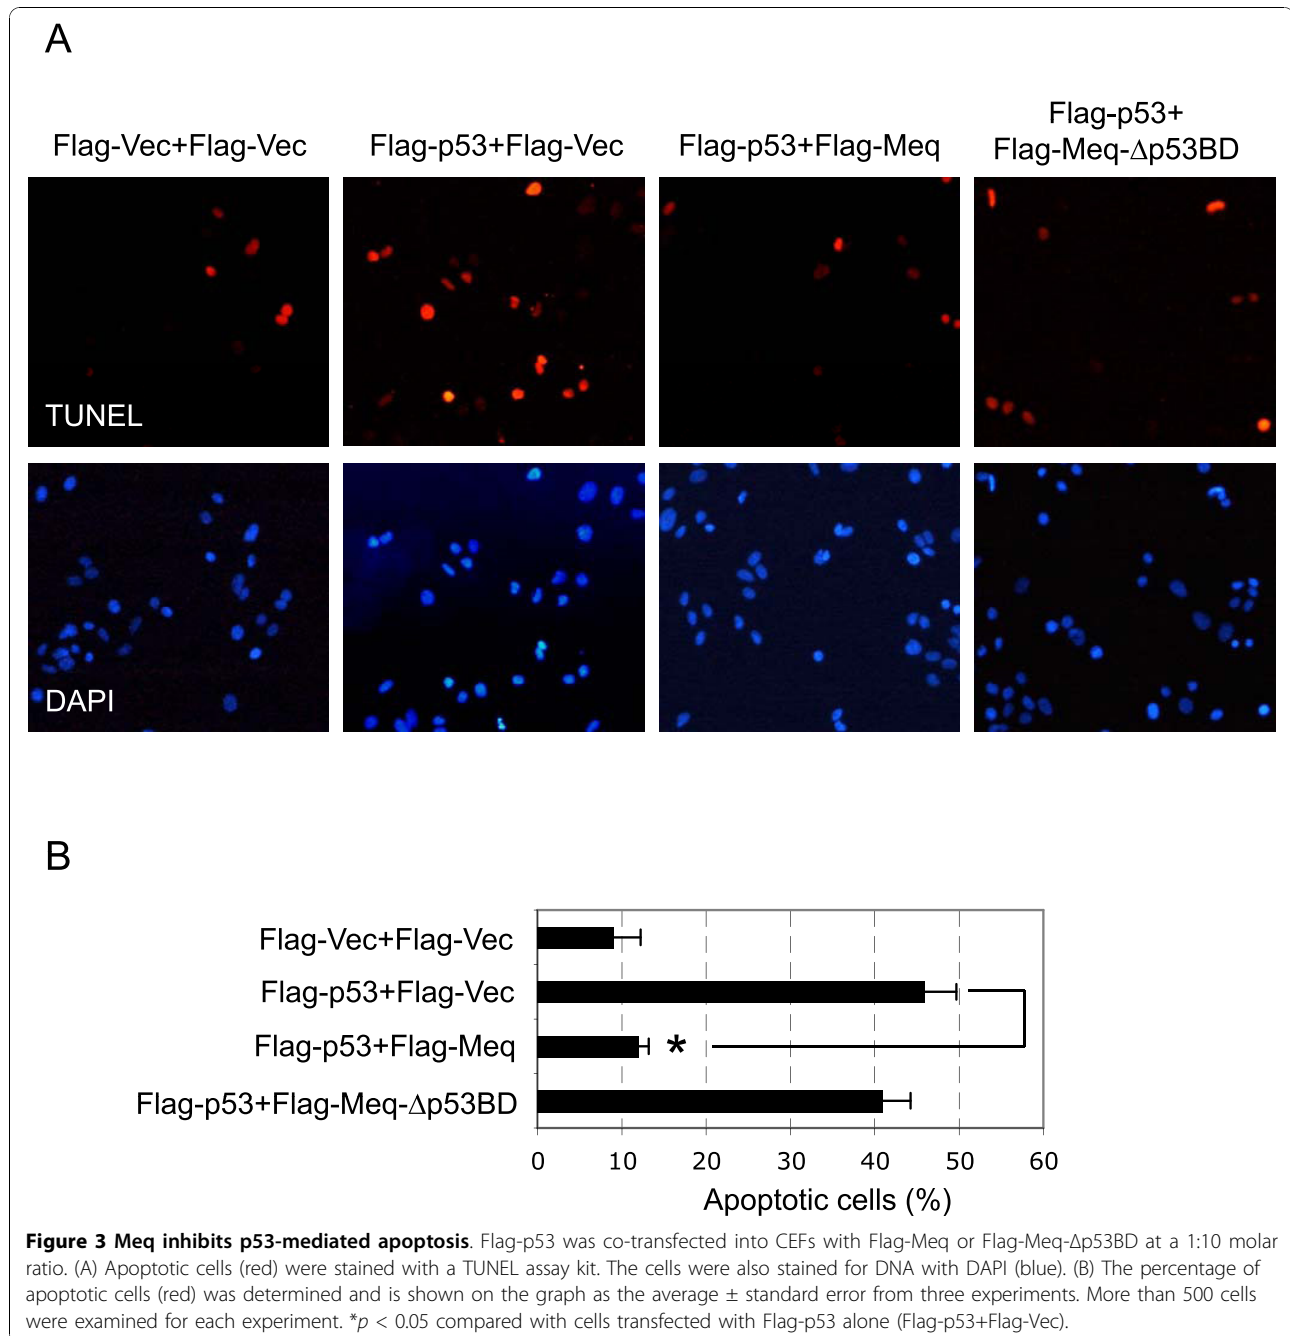 A
Flag-Vec+Flag-Vec
Flag-p53+Flag-Vec
Flag-p53+Flag-Meq
Flag-p53+
Flag-Meq-Δp53BD
TUNEL
DAPI
B
Flag-Vec+Flag-Vec
Flag-p53+Flag-Vec
Flag-p53+Flag-Meq
*
Flag-p53+Flag-Meq-Δp53BD
0 10 20 30 40 50 60
Apoptotic cells (%)
Figure 3 Meq inhibits p53-mediated apoptosis. Flag-p53 was co-transfected into CEFs with Flag-Meq or Flag-Meq-Δp53BD at a 1:10 molar
ratio. (A) Apoptotic cells (red) were stained with a TUNEL assay kit. The cells were also stained for DNA with DAPI (blue). (B) The percentage of
apoptotic cells (red) was determined and is shown on the graph as the average ± standard error from three experiments. More than 500 cells
were examined for each experiment. *p < 0.05 compared with cells transfected with Flag-p53 alone (Flag-p53+Flag-Vec).